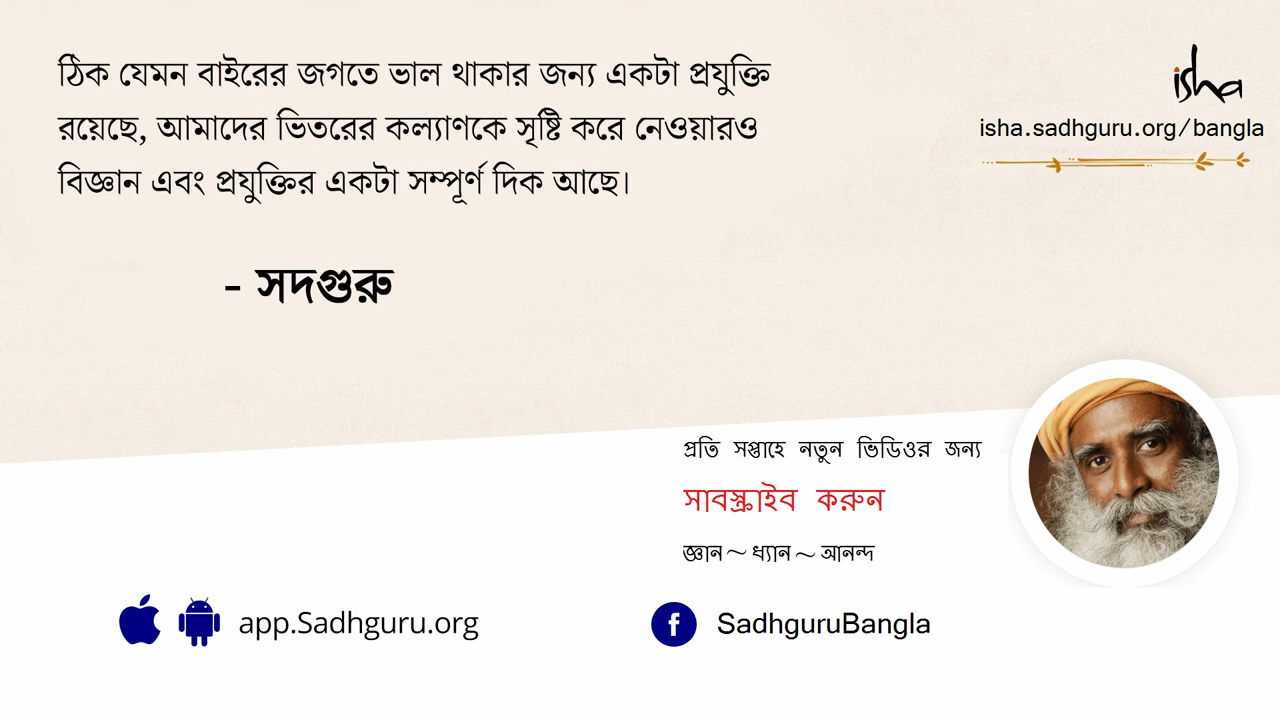 ঠিক যেমন বাইরের জগতে ভাল থাকার জন্য একটা প্রযুক্তি
রয়েছে, আমাদের ভিতরের কল্যাণকে সৃষ্টি করে নেওয়ারও
বিজ্ঞান এবং প্রযুক্তির একটা সম্পূর্ণ দিক আছে।
- সদগুরু
isha
isha.sadhguru.org/bangla
প্রতি সপ্তাহে নতুন ভিডিওর জন্য
সাবস্ক্রাইব করুন
জ্ঞান ~ ধ্যান ~ আনন্দ
app.Sadhguru.org
f SadhguruBangla